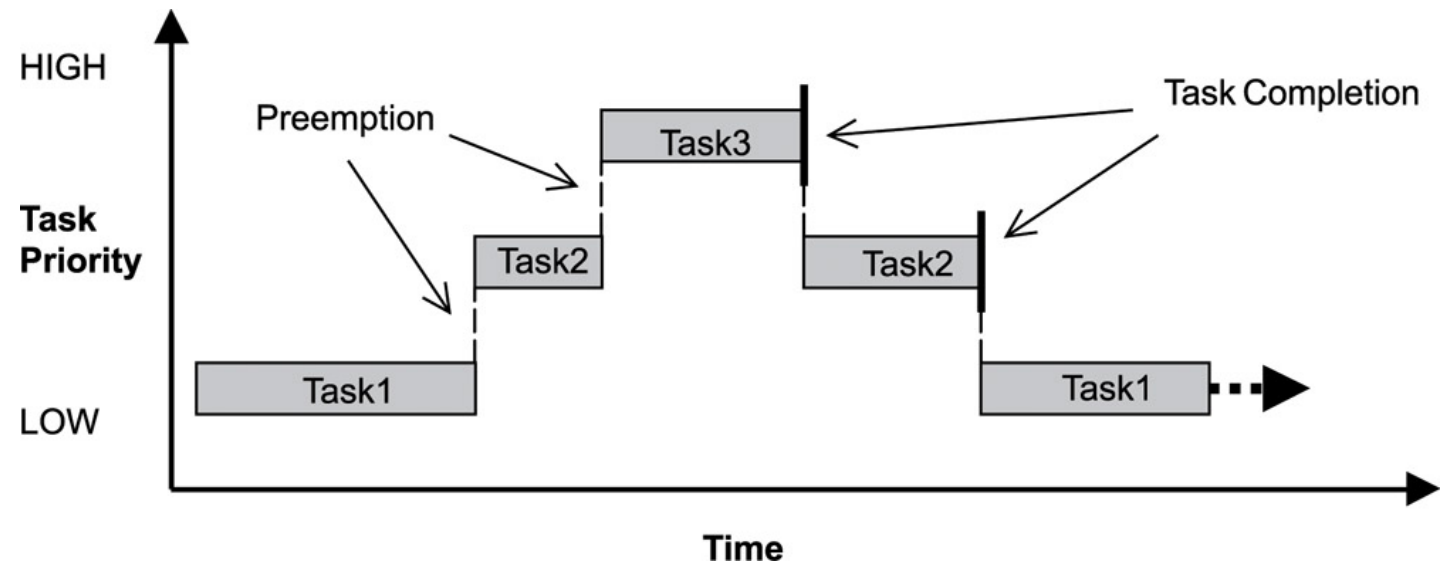 HIGH
Preemption
Task Completion
Task3
Task
Priority
Task2
Task2
Task1
Task1
LOW
Time